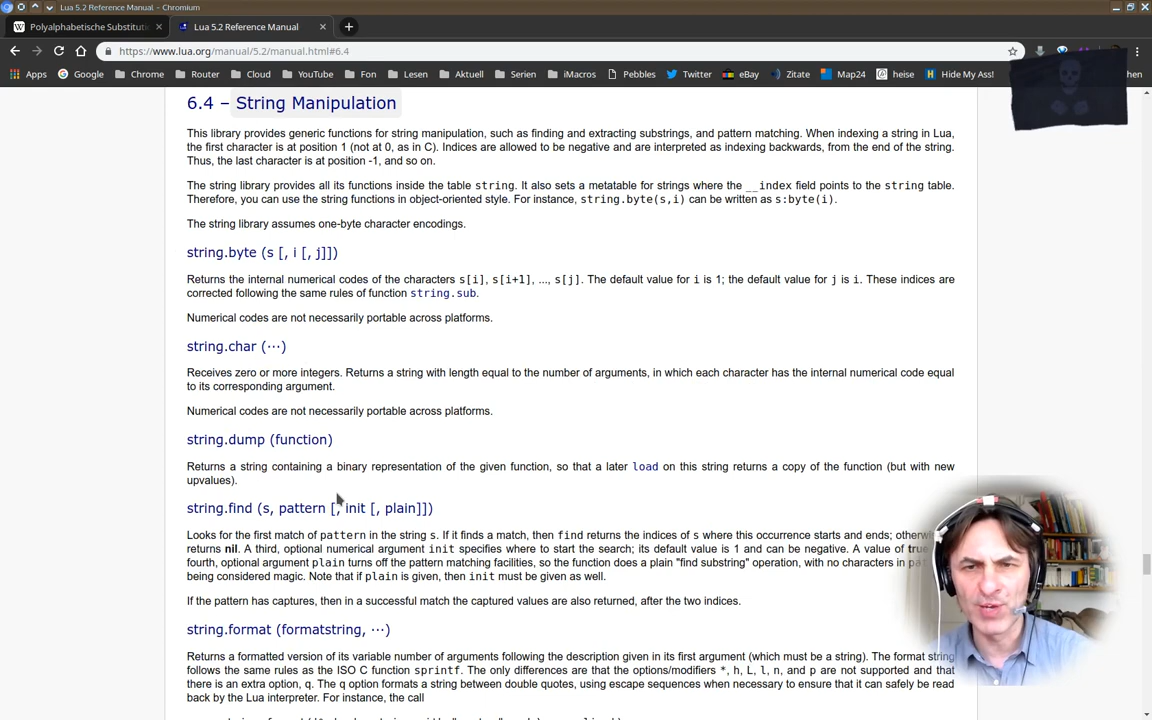 Lua 5.2 Reference Manual - Chromium
Polyalphabetische Substituti
Lua 5.2 Reference Manual
https://www.lua.org/manual/5.2/manual.html#6.4
Apps Google Chrome Router Cloud YouTube Fon Lesen Aktuell Serien iMacros Pebbles Twitter eBay Zitate Map24 heise Hide My Ass!
6.4 – String Manipulation
This library provides generic functions for string manipulation, such as finding and extracting substrings, and pattern matching. When indexing a string in Lua,
the first character is at position 1 (not at 0, as in C). Indices are allowed to be negative and are interpreted as indexing backwards, from the end of the string.
Thus, the last character is at position -1, and so on.
The string library provides all its functions inside the table string. It also sets a metatable for strings where the __index field points to the string table.
Therefore, you can use the string functions in object-oriented style. For instance, string.byte(s,i) can be written as s:byte(i).
The string library assumes one-byte character encodings.
string.byte (s [, i [, j]])
Returns the internal numerical codes of the characters s[i], s[i+1], ..., s[j]. The default value for i is 1; the default value for j is i. These indices are
corrected following the same rules of function string.sub.
Numerical codes are not necessarily portable across platforms.
string.char (···)
Receives zero or more integers. Returns a string with length equal to the number of arguments, in which each character has the internal numerical code equal
to its corresponding argument.
Numerical codes are not necessarily portable across platforms.
string.dump (function)
Returns a string containing a binary representation of the given function, so that a later load on this string returns a copy of the function (but with new
upvalues).
string.find (s, pattern [, init [, plain]])
Looks for the first match of pattern in the string s. If it finds a match, then find returns the indices of s where this occurrence starts and ends; otherw
returns nil. A third, optional numerical argument init specifies where to start the search; its default value is 1 and can be negative. A value of tru
fourth, optional argument plain turns off the pattern matching facilities, so the function does a plain "find substring" operation, with no characters in pa
being considered magic. Note that if plain is given, then init must be given as well.
If the pattern has captures, then in a successful match the captured values are also returned, after the two indices.
string.format (formatstring, ···)
Returns a formatted version of its variable number of arguments following the description given in its first argument (which must be a string). The format string
follows the same rules as the ISO C function sprintf. The only differences are that the options/modifiers *, h, L, l, n, and p are not supported and that
there is an extra option, q. The q option formats a string between double quotes, using escape sequences when necessary to ensure that it can safely be read
back by the Lua interpreter. For instance, the call